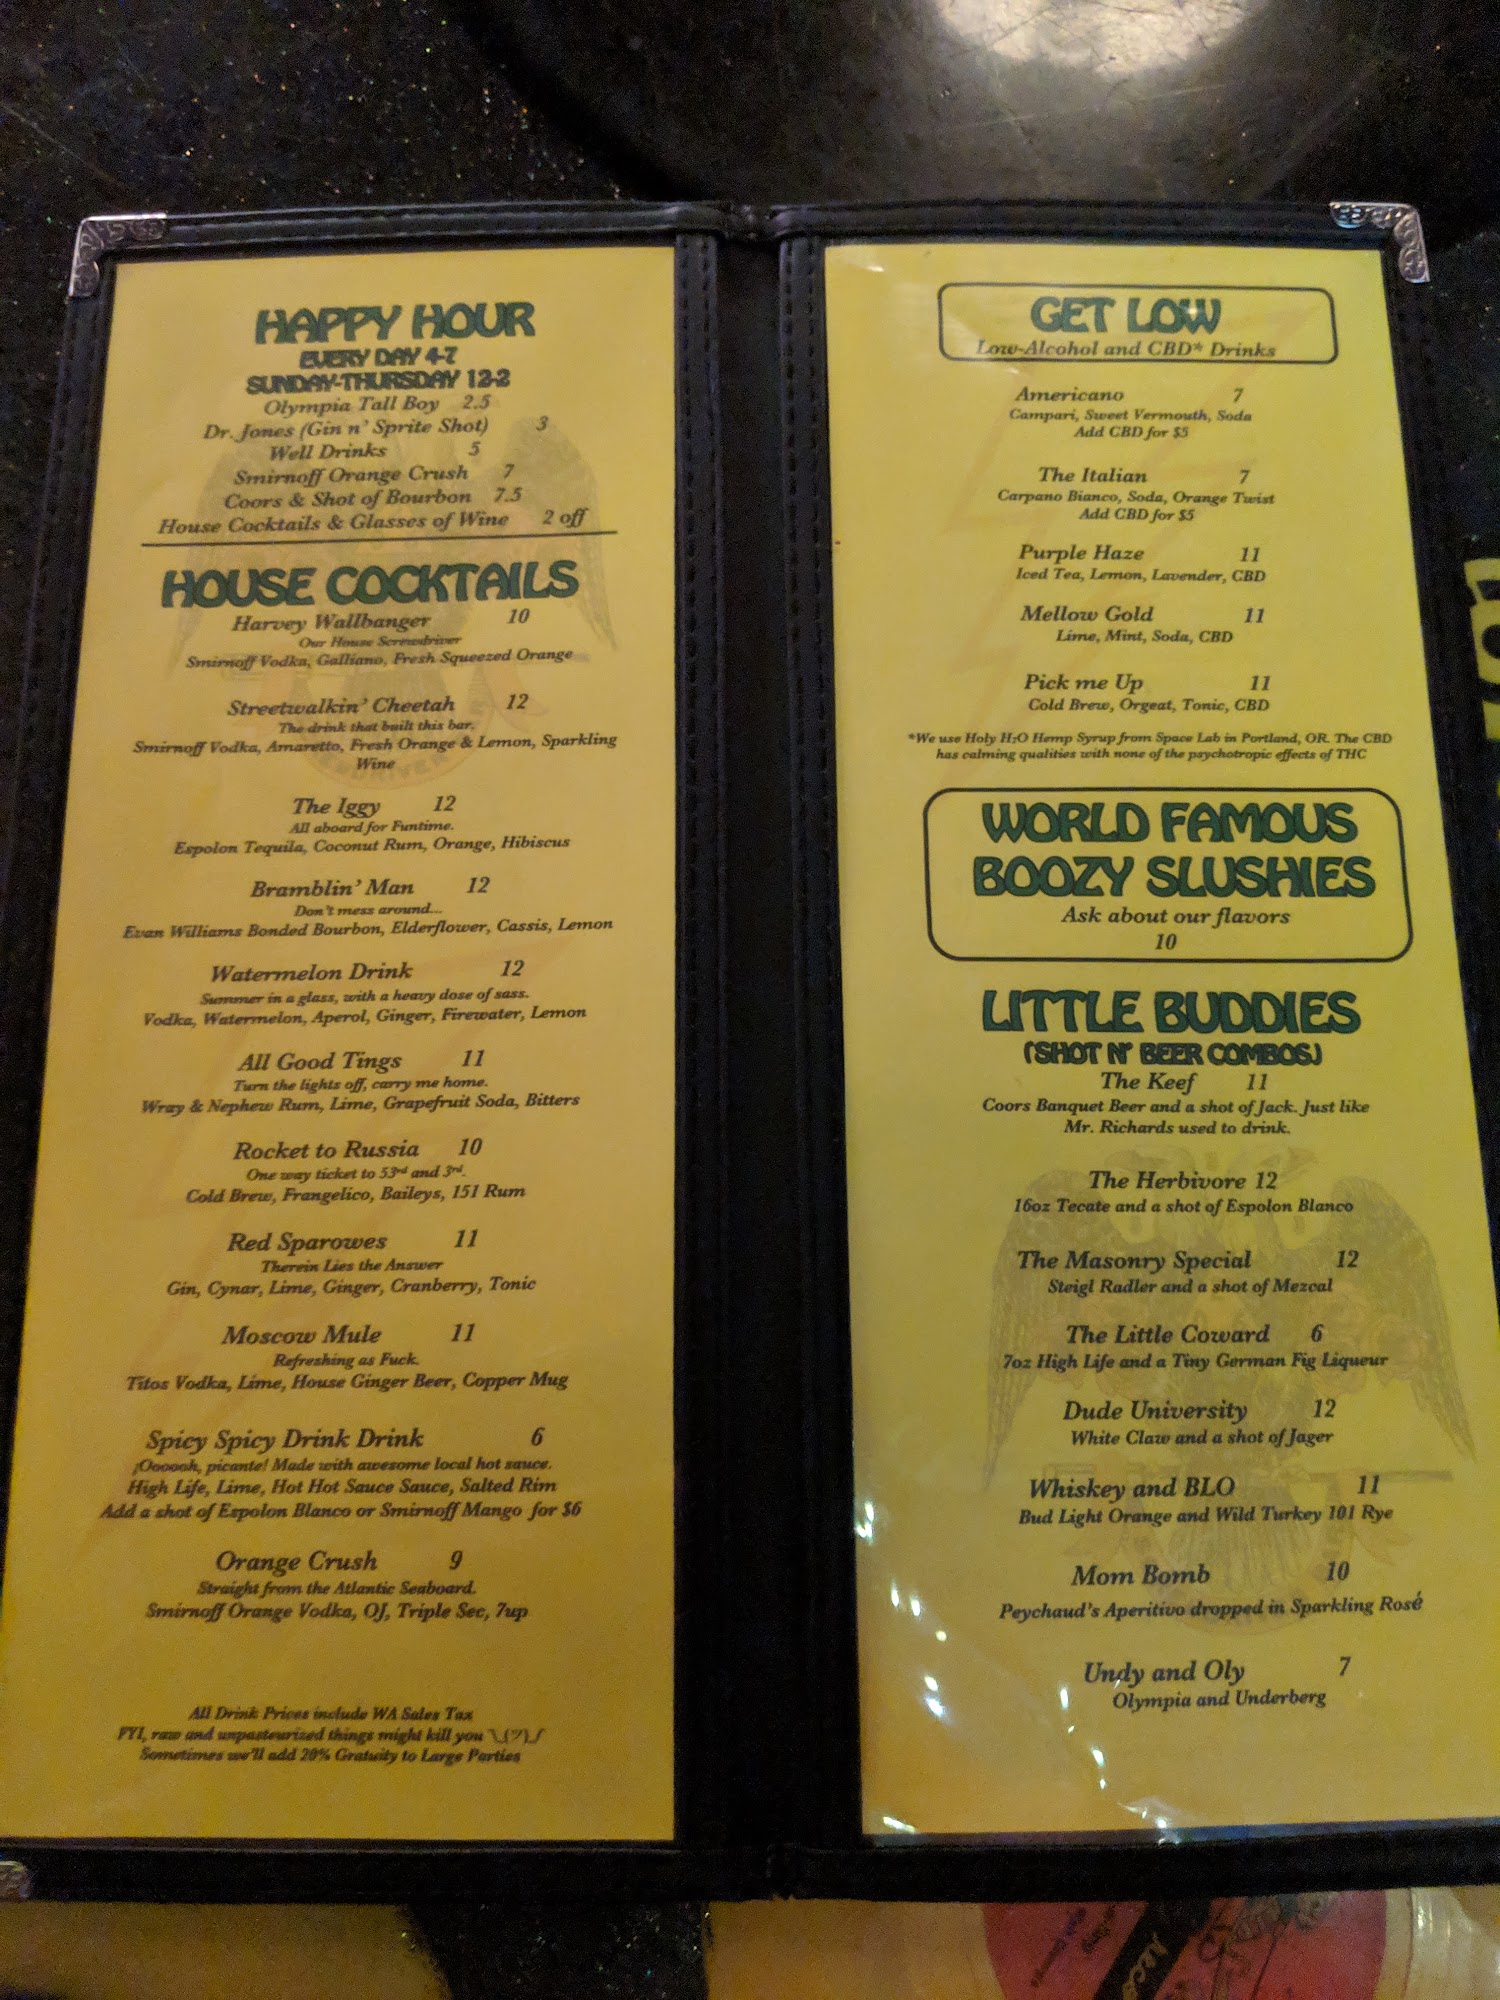 HAPPY HOUR
EVERY DAY 4-7
SUNDAY-THURSDAY 12-2
Olympia Tall Boy 2.5
Dr. Jones (Gin n' Sprite Shot) 3
Well Drinks 5
Smirnoff Orange Crush 7
Coors & Shot of Bourbon 7.5
House Cocktails & Glasses of Wine 2 off
HOUSE COCKTAILS
Harvey Wallbanger 10
Our House Screwdriver
Smirnoff Vodka, Galliano, Fresh Squeezed Orange
Streetwalkin' Cheetah 12
The drink that built this bar.
Smirnoff Vodka, Amaretto, Fresh Orange & Lemon, Sparkling
Wine
The Iggy 12
All aboard for Funtime.
Espolon Tequila, Coconut Rum, Orange, Hibiscus
Bramblin' Man 12
Don't mess around...
Evan Williams Bonded Bourbon, Elderflower, Cassis, Lemon
Watermelon Drink 12
Summer in a glass, with a heavy dose of sass.
Vodka, Watermelon, Aperol, Ginger, Firewater, Lemon
All Good Tings 11
Turn the lights off, carry me home.
Wray & Nephew Rum, Lime, Grapefruit Soda, Bitters
Rocket to Russia 10
One way ticket to 53rd and 3rd.
Cold Brew, Frangelico, Baileys, 151 Rum
Red Sparowes 11
Therein Lies the Answer
Gin, Cynar, Lime, Ginger, Cranberry, Tonic
Moscow Mule 11
Refreshing as Fuck.
Titos Vodka, Lime, House Ginger Beer, Copper Mug
Spicy Spicy Drink Drink 6
¡Oooooh, picante! Made with awesome local hot sauce.
High Life, Lime, Hot Hot Sauce Sauce, Salted Rim
Add a shot of Espolon Blanco or Smirnoff Mango for $6
Orange Crush 9
Straight from the Atlantic Seaboard.
Smirnoff Orange Vodka, OJ, Triple Sec, 7up
All Drink Prices include WA Sales Tax
FYI, raw and unpasteurized things might kill you ¯\_(ツ)_/¯
Sometimes we'll add 20% Gratuity to Large Parties
GET LOW
Low-Alcohol and CBD* Drinks
Americano 7
Campari, Sweet Vermouth, Soda
Add CBD for $5
The Italian 7
Carpano Bianco, Soda, Orange Twist
Add CBD for $5
Purple Haze 11
Iced Tea, Lemon, Lavender, CBD
Mellow Gold 11
Lime, Mint, Soda, CBD
Pick me Up 11
Cold Brew, Orgeat, Tonic, CBD
*We use Holy H2O Hemp Syrup from Space Lab in Portland, OR. The CBD
has calming qualities with none of the psychotropic effects of THC
WORLD FAMOUS
BOOZY SLUSHIES
Ask about our flavors
10
LITTLE BUDDIES
(SHOT N' BEER COMBOS)
The Keef 11
Coors Banquet Beer and a shot of Jack. Just like
Mr. Richards used to drink.
The Herbivore 12
16oz Tecate and a shot of Espolon Blanco
The Masonry Special 12
Steigl Radler and a shot of Mezcal
The Little Coward 6
7oz High Life and a Tiny German Fig Liqueur
Dude University 12
White Claw and a shot of Jager
Whiskey and BLO 11
Bud Light Orange and Wild Turkey 101 Rye
Mom Bomb 10
Peychaud's Aperitivo dropped in Sparkling Rosé
Undy and Oly 7
Olympia and Underberg